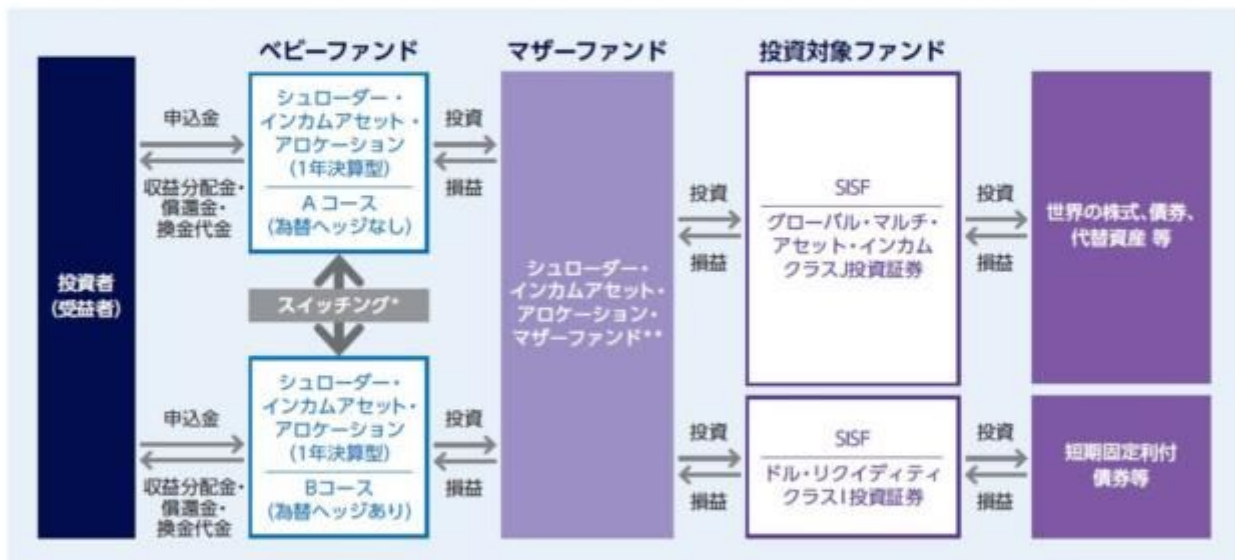 ベビーファンド
マザーファンド
投資対象ファンド
投資者
(受益者)
申込金
収益分配金・
償還金・
換金代金
シュローダー・
インカムアセット・
アロケーション
(1年決算型)
Aコース
(為替ヘッジなし)
投資
損益
スイッチング*
申込金
収益分配金・
償還金・
換金代金
シュローダー・
インカムアセット・
アロケーション
(1年決算型)
Bコース
(為替ヘッジあり)
投資
損益
シュローダー・
インカムアセット・
アロケーション・
マザーファンド**
投資
損益
SISF
グローバル・マルチ・
アセット・インカム
クラスJ投資証券
投資
損益
世界の株式、債券、
代替資産 等
投資
損益
SISF
ドル・リクイディティ
クラスI投資証券
投資
損益
短期固定利付
債券等